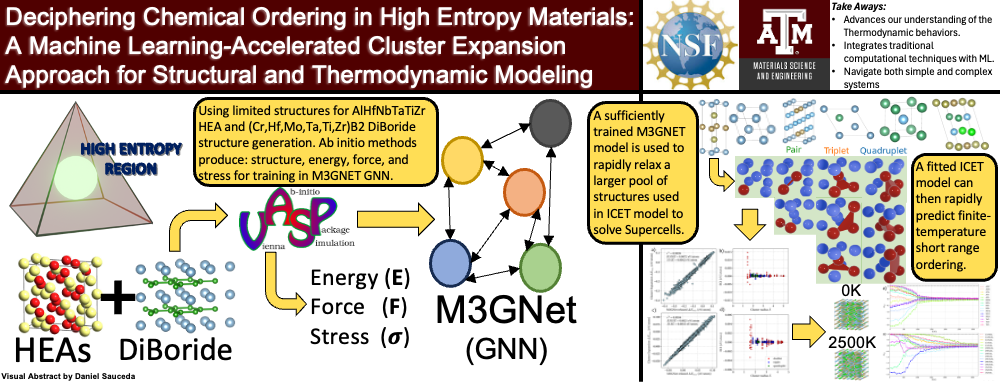 Deciphering Chemical Ordering in High Entropy Materials:
A Machine Learning-Accelerated Cluster Expansion
Approach for Structural and Thermodynamic Modeling
NSF
TEXAS A&M
MATERIALS SCIENCE
AND ENGINEERING
Take Aways:
• Advances our understanding of the
Thermodynamic behaviors.
• Integrates traditional
computational techniques with ML.
• Navigate both simple and complex
systems
HIGH ENTROPY
REGION
Using limited structures for AlHfNbTaTiZr
HEA and (Cr,Hf,Mo,Ta,Ti,Zr)B2 DiBoride
structure generation. Ab initio methods
produce: structure, energy, force, and
stress for training in M3GNET GNN.
VASP
b-initio
ackage
ienna
imulation
Energy (E)
Force (F)
Stress (σ)
HEAs
+
DiBoride
M3GNet
(GNN)
A sufficiently
trained M3GNET
model is used to
rapidly relax a
larger pool of
structures used
in ICET model to
solve Supercells.
Pair
Triplet
Quadruplet
A fitted ICET
model can
then rapidly
predict finite-
temperature
short range
ordering.
a)
b)
c)
d)
0K
2500K
Visual Abstract by Daniel Sauceda